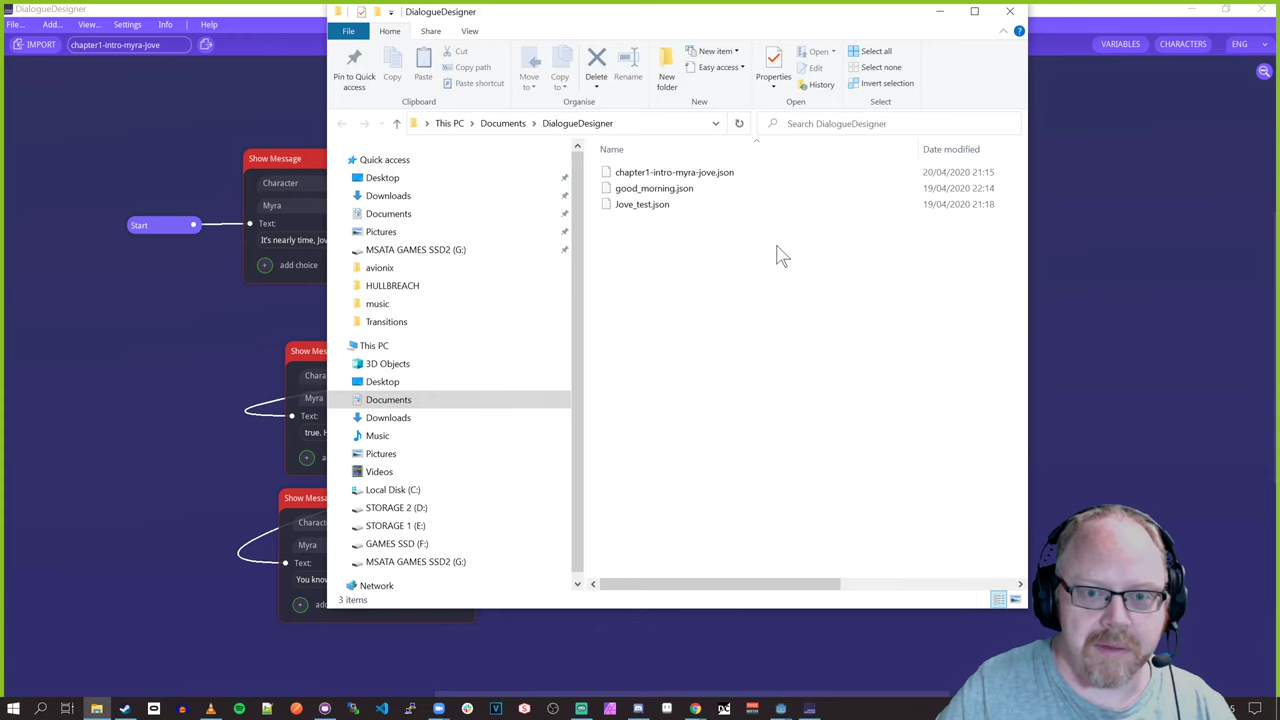 DialogueDesigner
File... Add... View... Settings Info Help
IMPORT chapter1-intro-myra-jove
VARIABLES CHARACTERS ENG
Start
Show Message
Character
Myra
Text:
It's nearly time, Jov
add choice
Show Mes
Chara
Myra
Text:
true. H
a
Show Messa
Charact
Myra
Text:
You know
add
DialogueDesigner
File Home Share View
Pin to Quick access
Copy
Paste
Cut
Copy path
Paste shortcut
Clipboard
Move to
Copy to
Delete
Rename
Organise
New folder
New item
Easy access
New
Properties
Open
Edit
History
Open
Select all
Select none
Invert selection
Select
This PC Documents DialogueDesigner
Search DialogueDesigner
Quick access
Desktop
Downloads
Documents
Pictures
MSATA GAMES SSD2 (G:)
avionix
HULLBREACH
music
Transitions
This PC
3D Objects
Desktop
Documents
Downloads
Music
Pictures
Videos
Local Disk (C:)
STORAGE 2 (D:)
STORAGE 1 (E:)
GAMES SSD (F:)
MSATA GAMES SSD2 (G:)
Network
3 items
Name Date modified
chapter1-intro-myra-jove.json 20/04/2020 21:15
good_morning.json 19/04/2020 22:14
Jove_test.json 19/04/2020 21:18